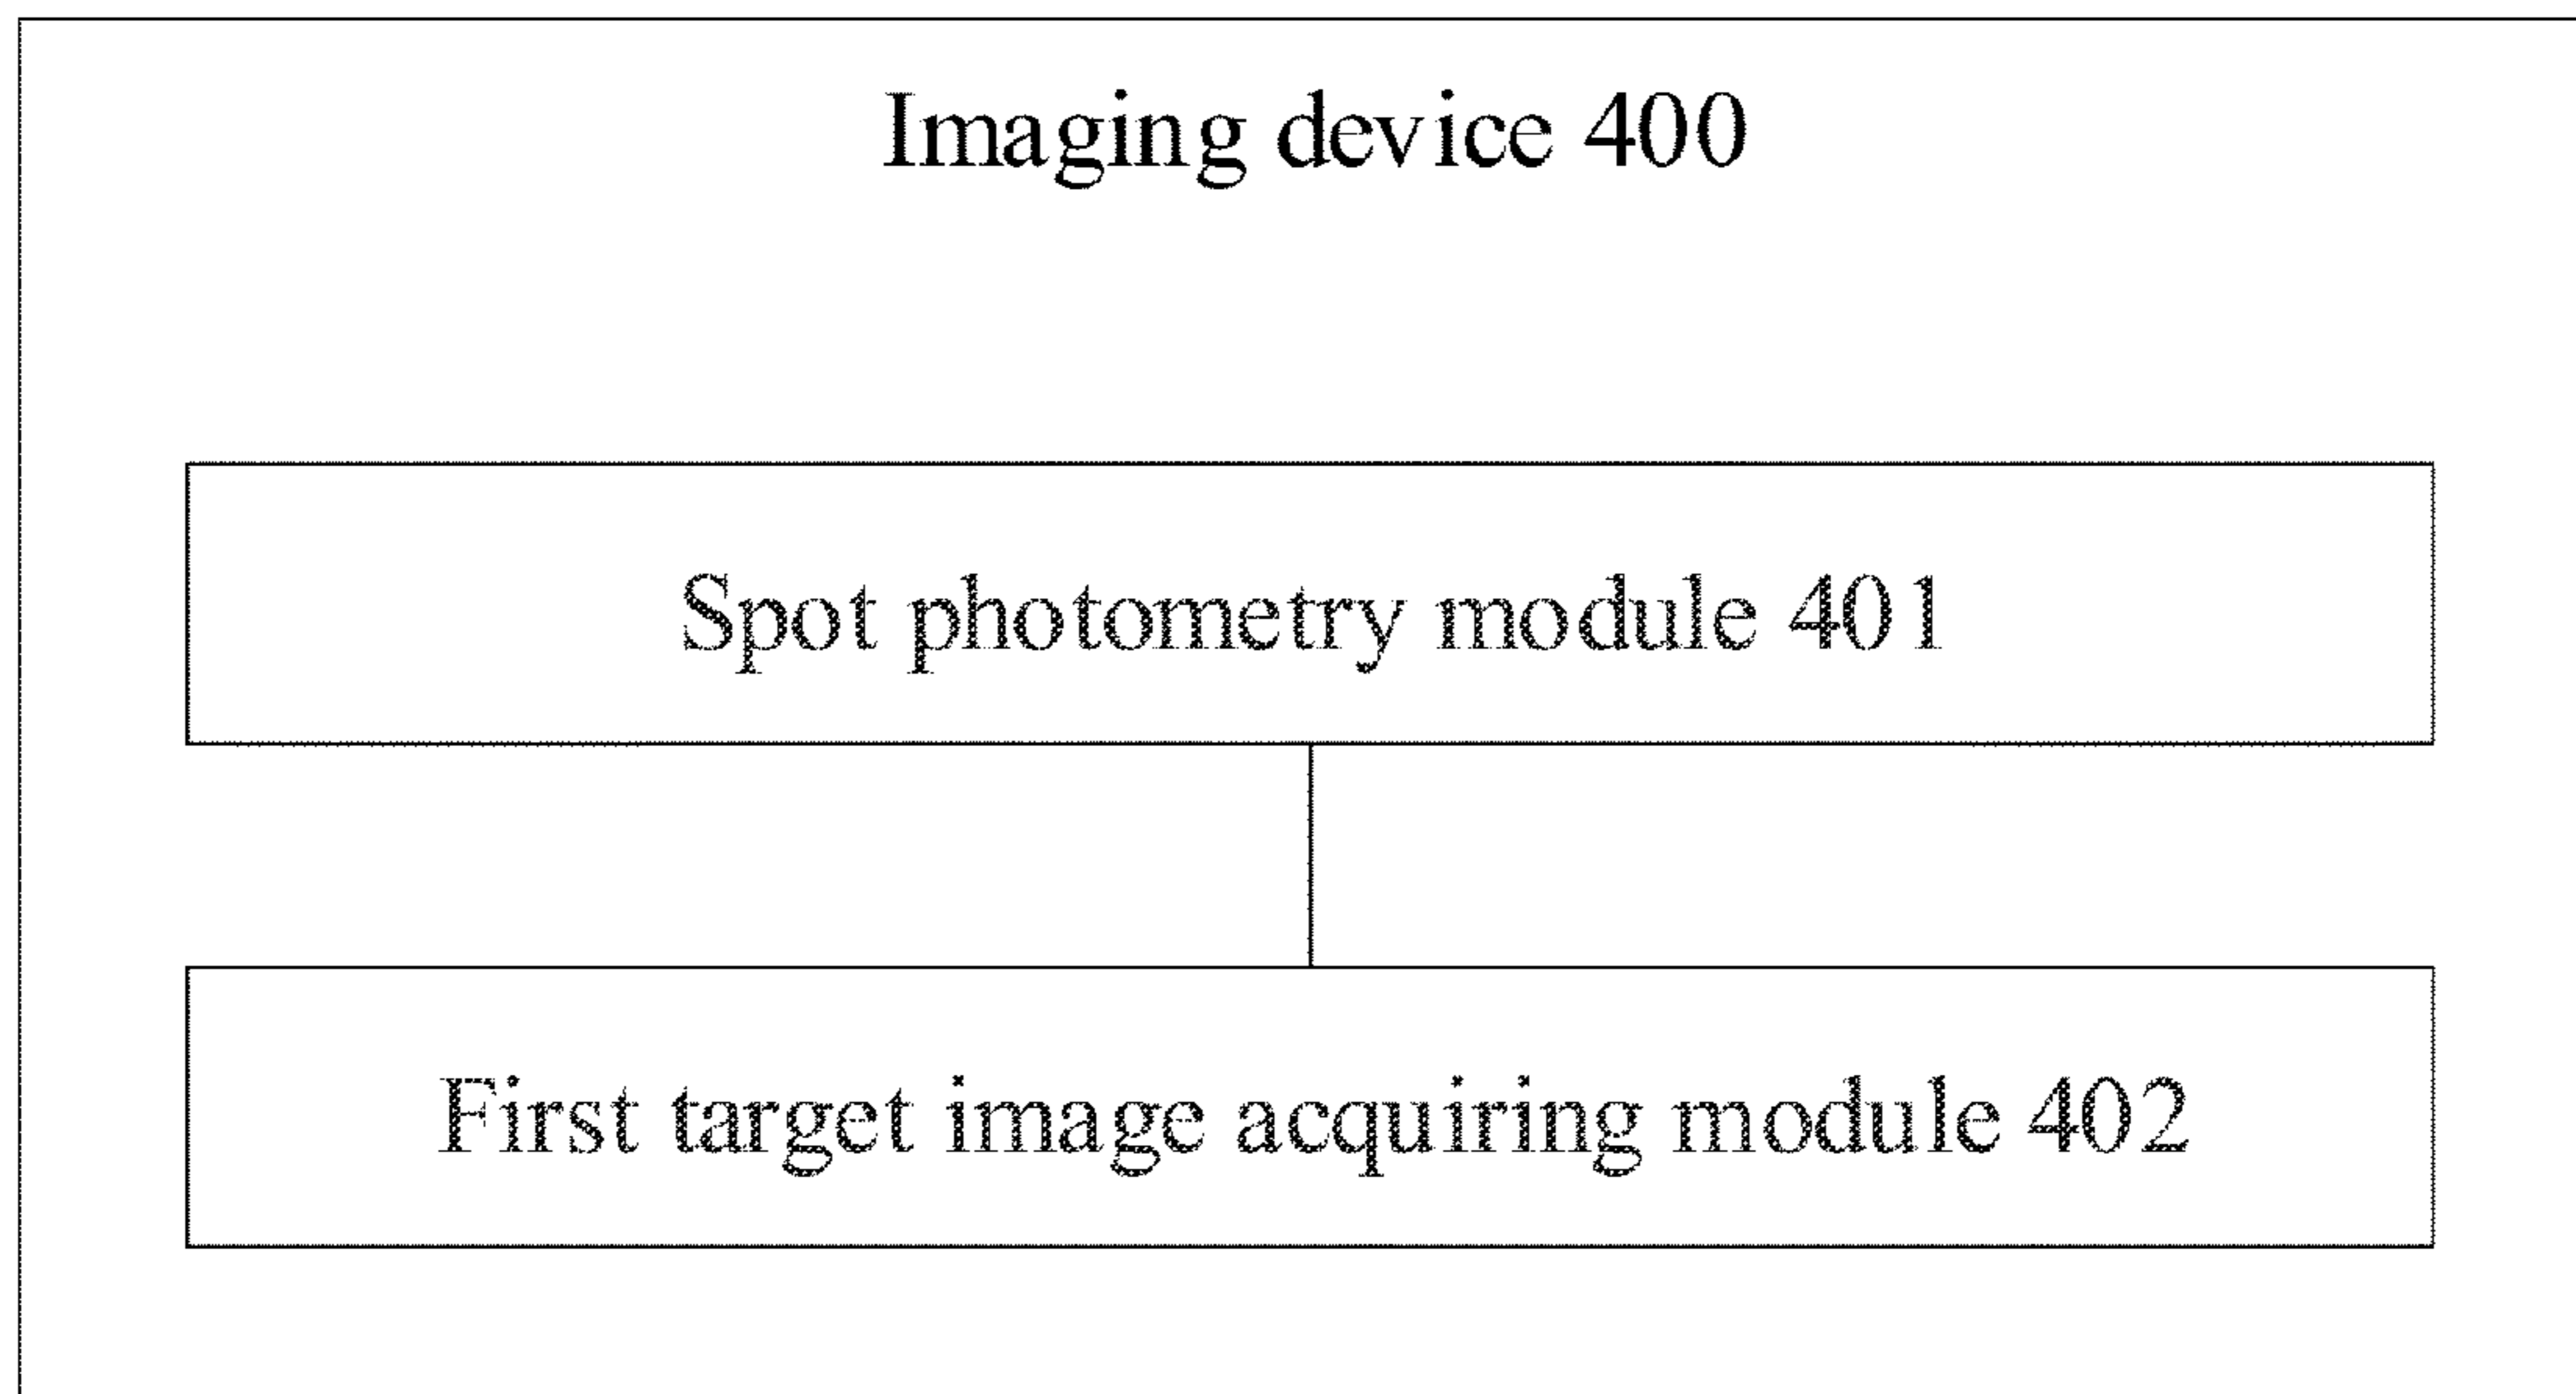 Imaging device 400
Spot photometry module 401
First target image acquiring module 402